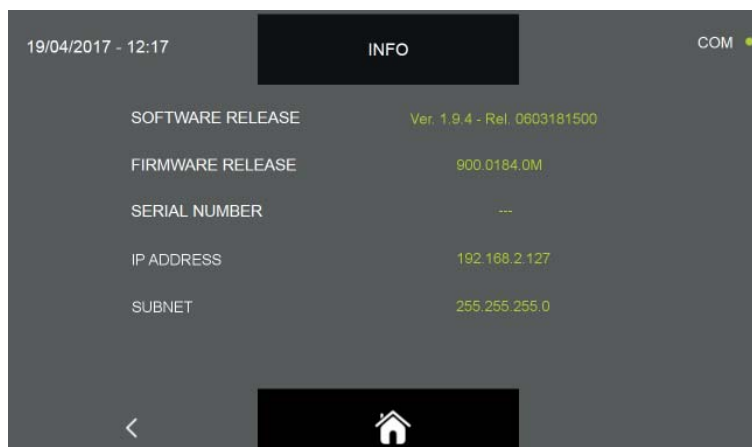 19/04/2017 - 12:17 INFO COM
SOFTWARE RELEASE Ver. 1.9.4 - Rel. 0603181500
FIRMWARE RELEASE 900.0184.0M
SERIAL NUMBER ---
IP ADDRESS 192.168.2.127
SUBNET 255.255.255.0